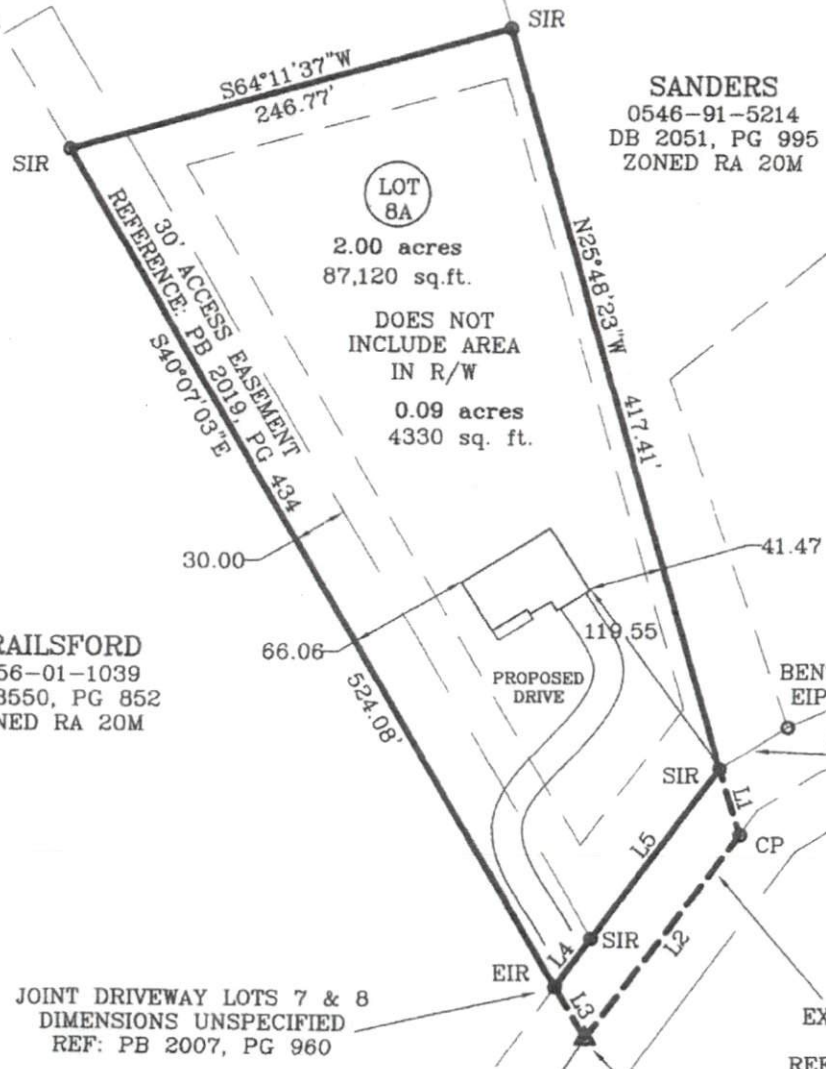 SIR
S64°11'37"W
246.77'
SANDERS
0546-91-5214
DB 2051, PG 995
ZONED RA 20M
SIR
LOT
8A
2.00 acres
87,120 sq.ft.
DOES NOT
INCLUDE AREA
IN R/W
0.09 acres
4330 sq. ft.
30' ACCESS EASEMENT
REFERENCE: PB 2019, PG 434
S40°07'03"E
524.08'
N25°48'23"W
417.41'
30.00
41.47
66.06
119.55
RAILSFORD
56-01-1039
3550, PG 852
NED RA 20M
PROPOSED
DRIVE
BEN
EIP
SIR
L1
CP
L5
L2
SIR
L4
EIR
L3
JOINT DRIVEWAY LOTS 7 & 8
DIMENSIONS UNSPECIFIED
REF: PB 2007, PG 960
EX
REF